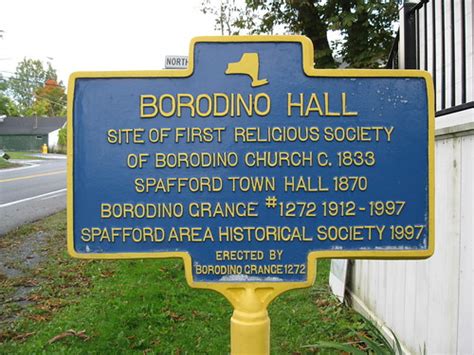 NORTH
BORODINO HALL
SITE OF FIRST RELIGIOUS SOCIETY
OF BORODINO CHURCH C. 1833
SPAFFORD TOWN HALL 1870
BORODINO GRANGE #1272 1912-1997
SPAFFORD AREA HISTORICAL SOCIETY 1997
ERECTED BY
BORODINO GRANGE 1272